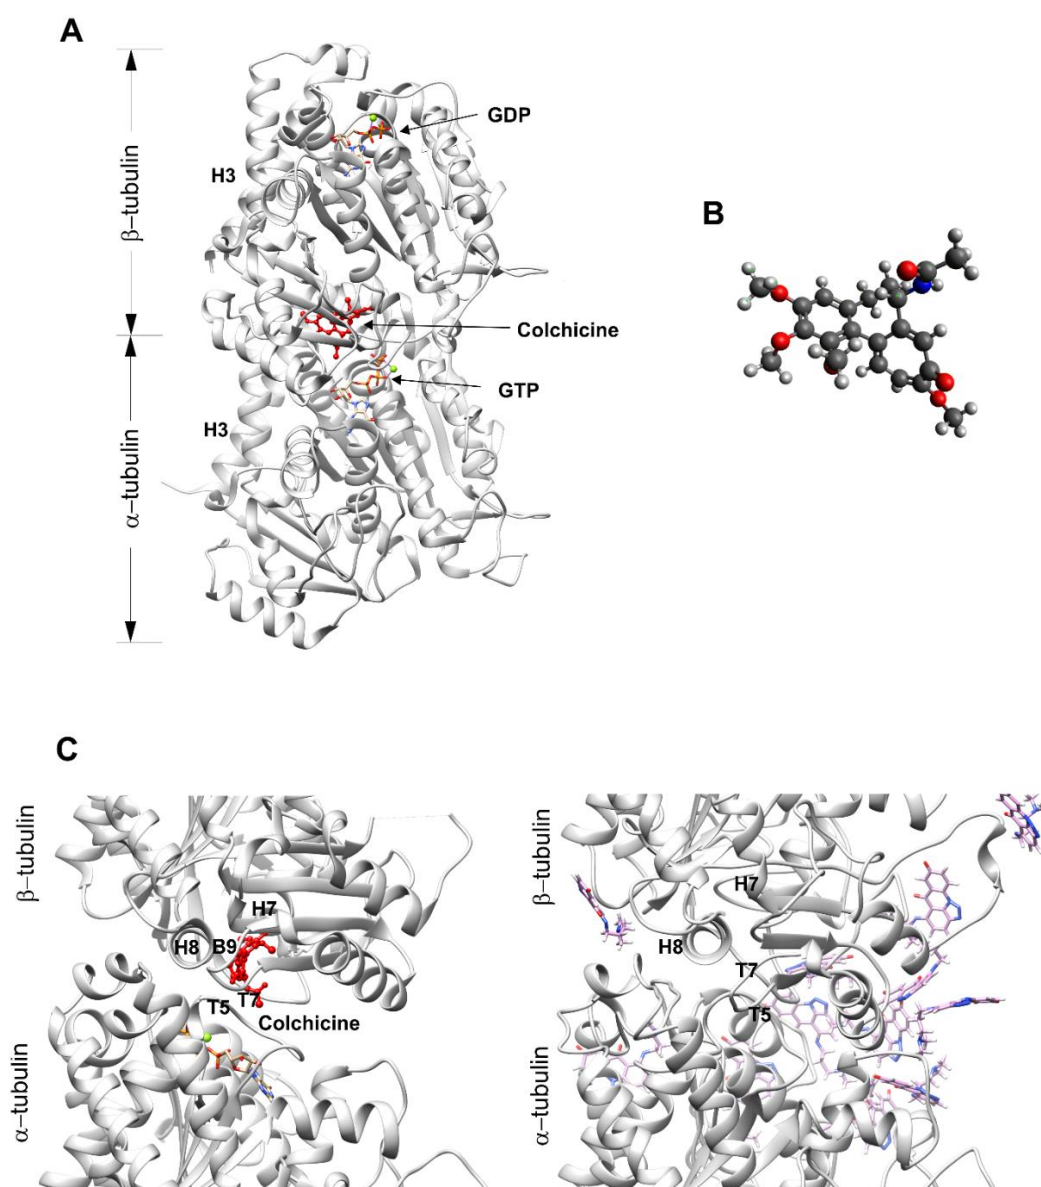 A
GDP
β-tubulin
H3
Colchicine
GTP
α-tubulin
H3
B
C
β-tubulin
H7
H8 B9
T7
T5
Colchicine
α-tubulin
β-tubulin
H7
H8
T7
T5
α-tubulin